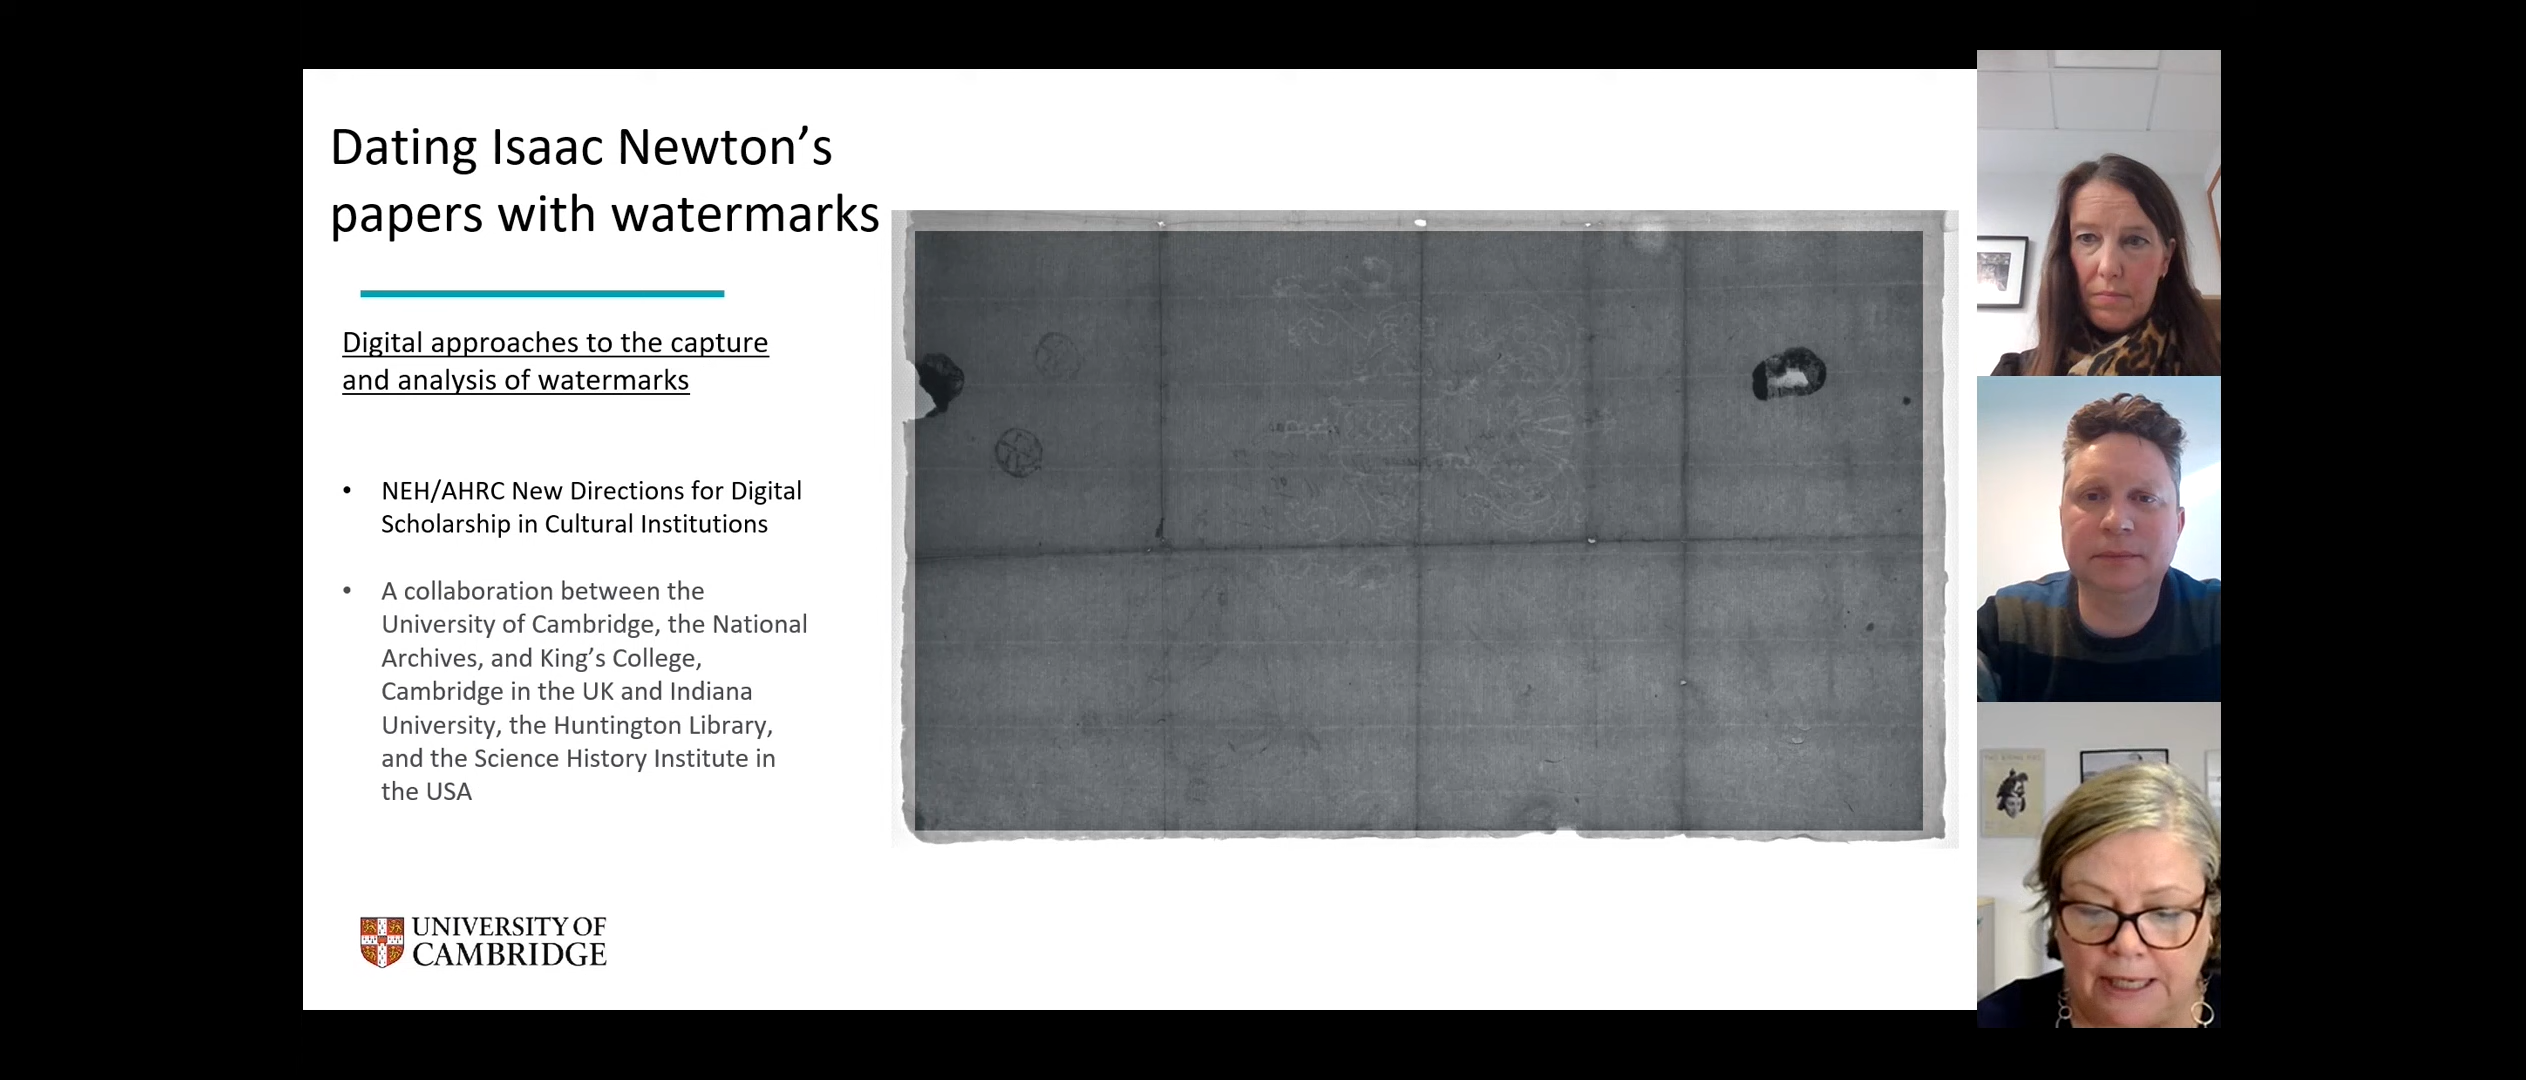 Dating Isaac Newton’s
papers with watermarks
Digital approaches to the capture
and analysis of watermarks
• NEH/AHRC New Directions for Digital
Scholarship in Cultural Institutions
• A collaboration between the
University of Cambridge, the National
Archives, and King’s College,
Cambridge in the UK and Indiana
University, the Huntington Library,
and the Science History Institute in
the USA
UNIVERSITY OF
CAMBRIDGE